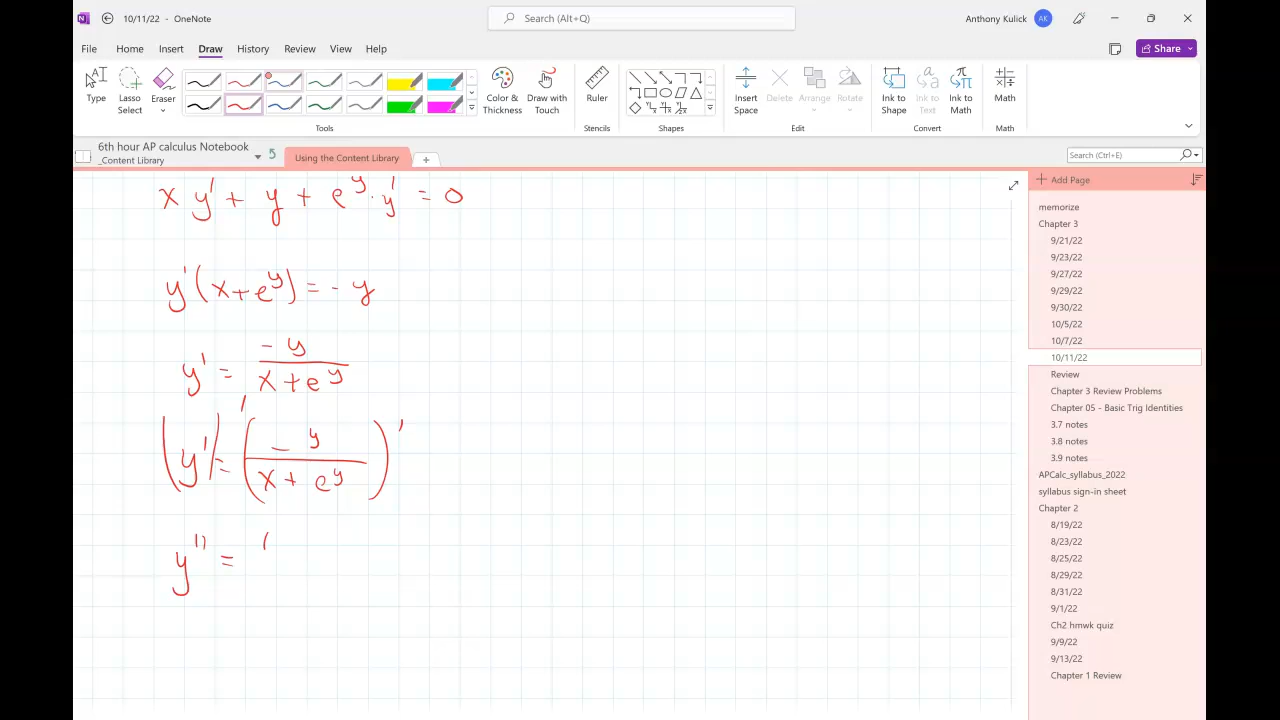 10/11/22 - OneNote
Search (Alt+Q)
Anthony Kulick
AK
File Home Insert Draw History Review View Help
Share
Type
Lasso Select
Eraser
Color & Thickness
Draw with Touch
Ruler
Insert Space
Delete
Arrange
Rotate
Ink to Shape
Ink to Text
Ink to Math
Math
Tools
Stencils
Shapes
Edit
Convert
Math
6th hour AP calculus Notebook
_Content Library
Using the Content Library
+
Search (Ctrl+E)
x y' + y + e^y · y' = 0
y'(x+e^y) = -y
y' = -y / x + e^y
(y')' = (-y / x + e^y)'
y'' = (
Add Page
memorize
Chapter 3
9/21/22
9/23/22
9/27/22
9/29/22
9/30/22
10/5/22
10/7/22
10/11/22
Review
Chapter 3 Review Problems
Chapter 05 - Basic Trig Identities
3.7 notes
3.8 notes
3.9 notes
APCalc_syllabus_2022
syllabus sign-in sheet
Chapter 2
8/19/22
8/23/22
8/25/22
8/29/22
8/31/22
9/1/22
Ch2 hmwk quiz
9/9/22
9/13/22
Chapter 1 Review